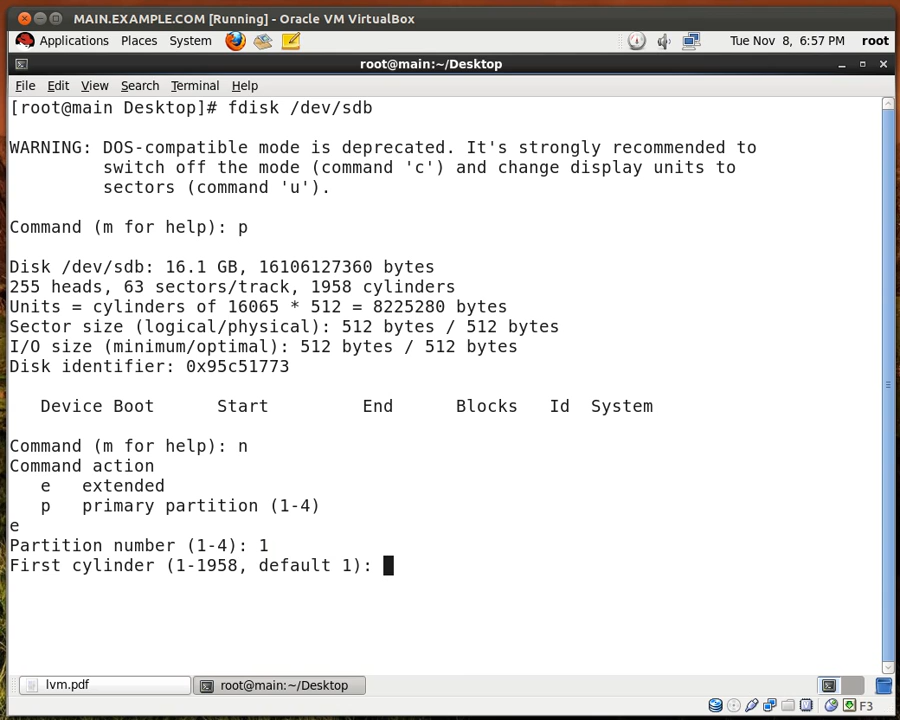 MAIN.EXAMPLE.COM [Running] - Oracle VM VirtualBox
Applications Places System Tue Nov 8, 6:57 PM root
root@main:~/Desktop
File Edit View Search Terminal Help
[root@main Desktop]# fdisk /dev/sdb
WARNING: DOS-compatible mode is deprecated. It's strongly recommended to
switch off the mode (command 'c') and change display units to
sectors (command 'u').
Command (m for help): p
Disk /dev/sdb: 16.1 GB, 16106127360 bytes
255 heads, 63 sectors/track, 1958 cylinders
Units = cylinders of 16065 * 512 = 8225280 bytes
Sector size (logical/physical): 512 bytes / 512 bytes
I/O size (minimum/optimal): 512 bytes / 512 bytes
Disk identifier: 0x95c51773
Device Boot Start End Blocks Id System
Command (m for help): n
Command action
e extended
p primary partition (1-4)
e
Partition number (1-4): 1
First cylinder (1-1958, default 1):
lvm.pdf root@main:~/Desktop
F3